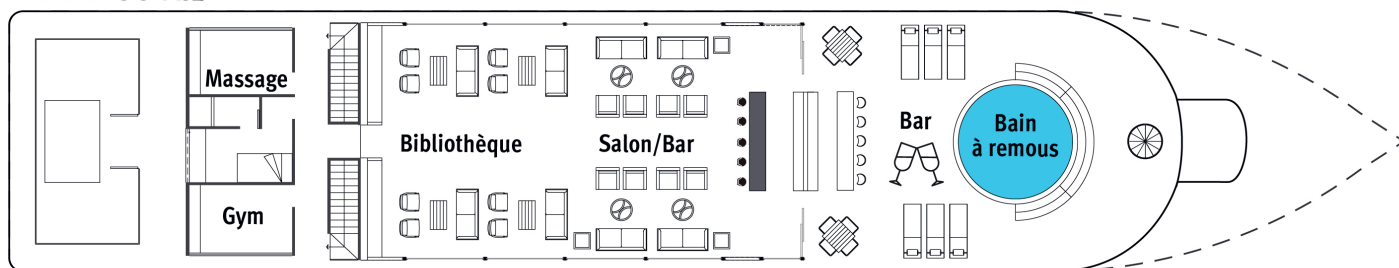 Massage
Gym
Bibliothèque
Salon/Bar
Bar
Bain
à remous